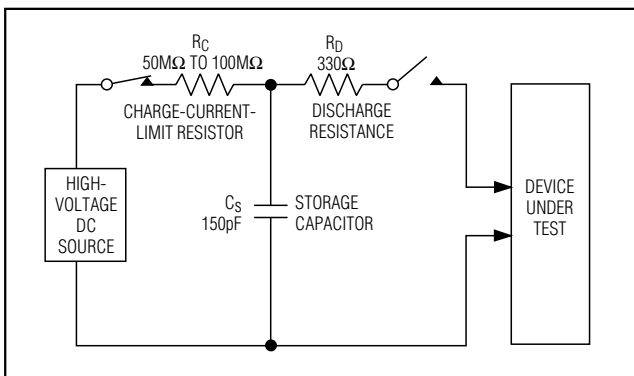 R_C
50MΩ TO 100MΩ
CHARGE-CURRENT-
LIMIT RESISTOR
R_D
330Ω
DISCHARGE
RESISTANCE
HIGH-
VOLTAGE
DC
SOURCE
C_S
150pF
STORAGE
CAPACITOR
DEVICE
UNDER
TEST